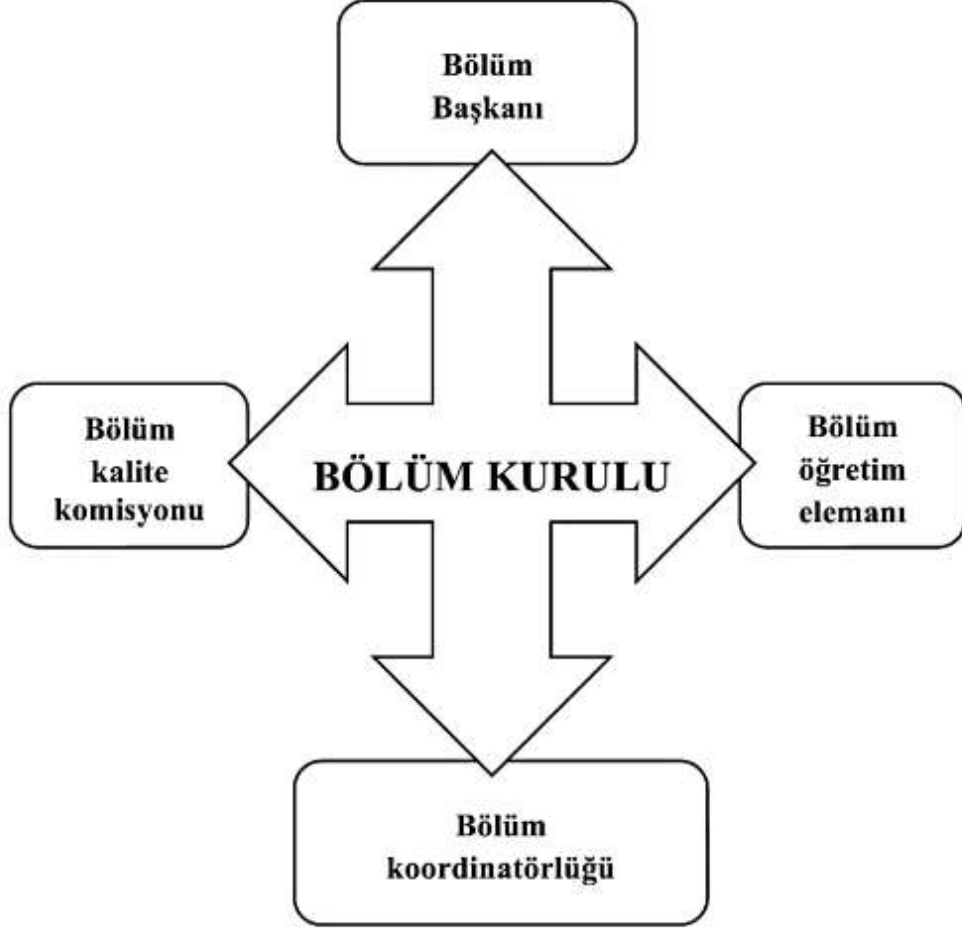 Bölüm
Başkanı
Bölüm
kalite
komisyonu
BÖLÜM KURULU
Bölüm
öğretim
elemanı
Bölüm
koordinatörlüğü